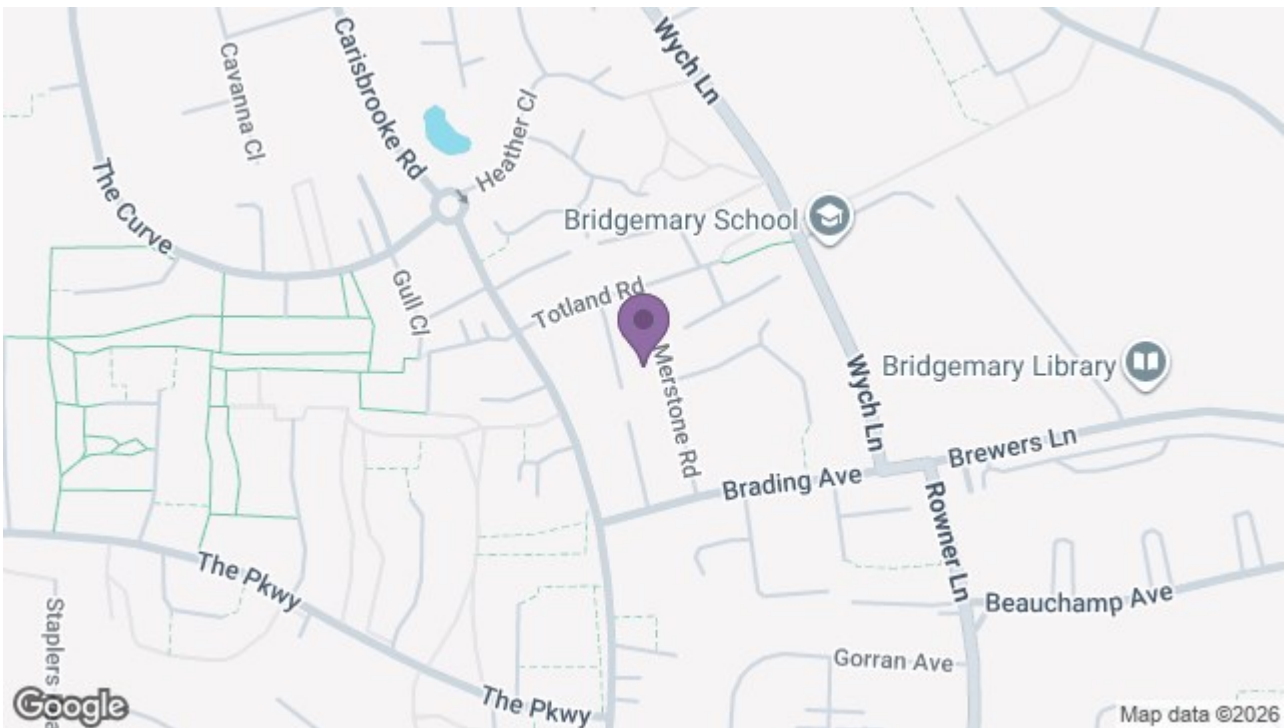 Wych Ln
Carisbrooke Rd
Cavanna Cl
Heather Cl
The Curve
Bridgemary School
Gull Cl
Totland Rd
Merstone Rd
Wych Ln
Bridgemary Library
Brewers Ln
Brading Ave
Rowner Ln
The Pkwy
Beauchamp Ave
Staplers
Gorran Ave
The Pkwy
Google
Map data ©2026